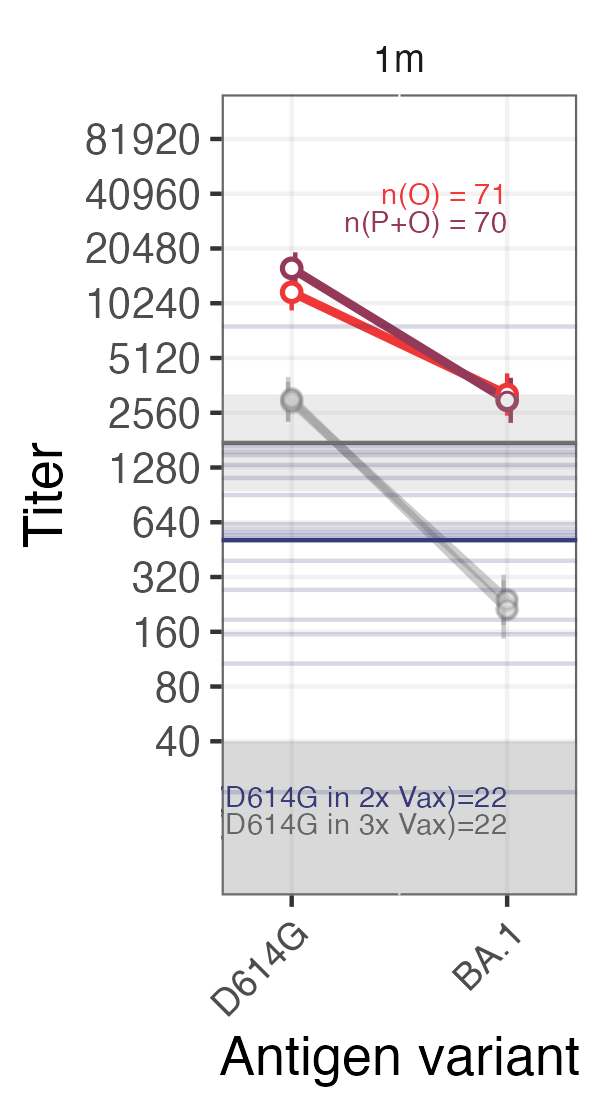 1m
81920
40960
20480
10240
5120
2560
1280
640
320
160
80
40
n(O) = 71
n(P+O) = 70
D614G in 2x Vax)=22
D614G in 3x Vax)=22
D614G
BA.1
Titer
Antigen variant